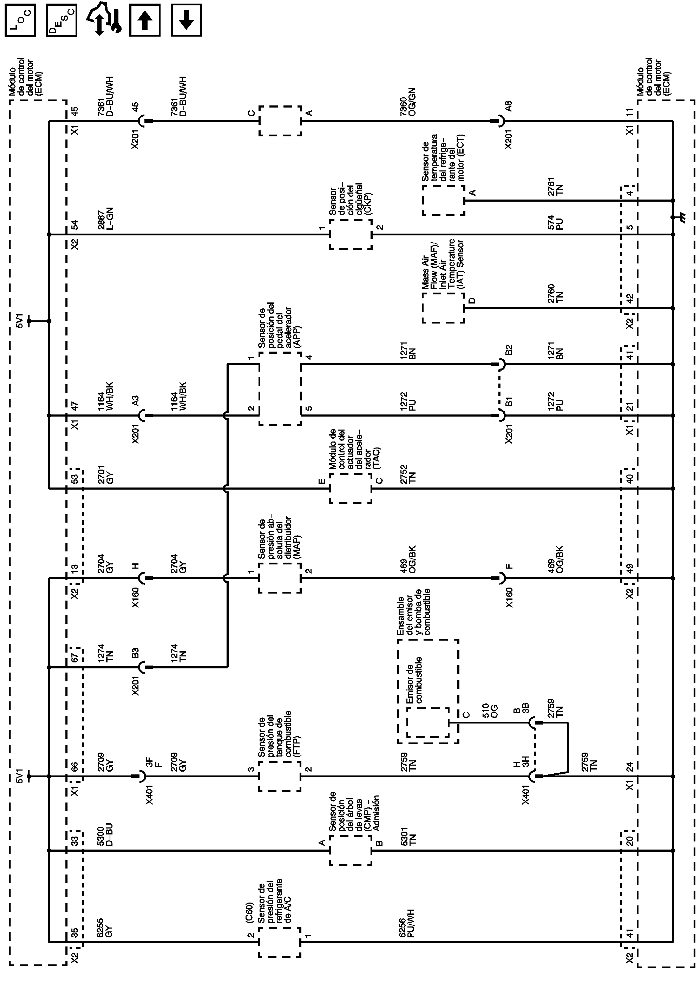 LOC
DESC
Módulo
de control
del motor
(ECM)
Módulo
de control
del motor
(ECM)
45
X1
7361
D-BU/WH
45
X201
7361
D-BU/WH
C
A
7360
OG/GN
A8
X201
11
X1
Sensor de
temperatura
del refrige-
rante del
motor (ECT)
A
2761
TN
4
54
X2
2867
L-GN
1
Sensor
de posi-
ción del
cigüeñal
(CKP)
2
574
PU
5
Mass Air
Flow (MAF)/
Inlet Air
Temperature
(IAT) Sensor
D
2760
TN
42
X2
5V1
1
Sensor de
posición del
pedal del
acelerador
(APP)
4
1271
BN
B2
1271
BN
41
47
X1
1164
WH/BK
A3
X201
1164
WH/BK
2
5
1272
PU
B1
X201
1272
PU
21
X1
53
2701
GY
E
Módulo de
control del
actuador
del acele-
rador
(TAC)
C
2752
TN
40
13
X2
2704
GY
H
X160
2704
GY
1
Sensor de
presión ab-
soluta del
distribuidor
(MAP)
2
469
OG/BK
F
X160
469
OG/BK
49
X2
67
1274
TN
B3
X201
1274
TN
Ensamble
del emisor
y bomba de
combustible
Emisor de
combustible
C
510
OG
B
3B
2759
TN
5V1
66
X1
2709
GY
3F
F
X401
2709
GY
3
Sensor de
presión del
tanque de
combustible
(FTP)
2
2759
TN
H
3H
X401
2759
TN
24
X1
33
5300
D-BU
A
Sensor de
posición
del árbol
de levas
(CMP) -
Admisión
B
5301
TN
20
35
X2
6255
GY
2
(C60)
Sensor de
presión del
refrigerante
de A/C
1
6256
PU/WH
41
X2